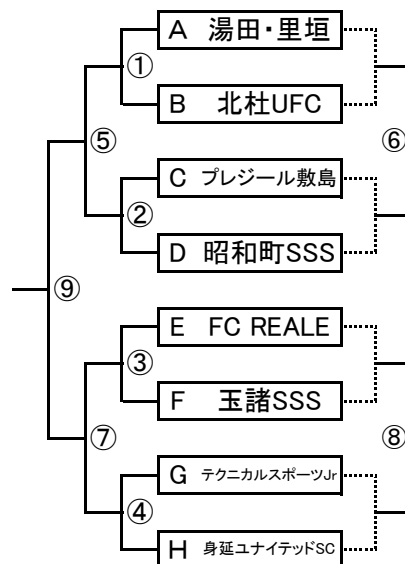 A 湯田・里垣
①
B 北杜UFC
⑤
⑥
C プレジール敷島
②
D 昭和町SSS
⑨
E FC REALE
③
F 玉諸SSS
⑦
⑧
G テクニカルスポーツJr
④
H 身延ユナイテッドSC